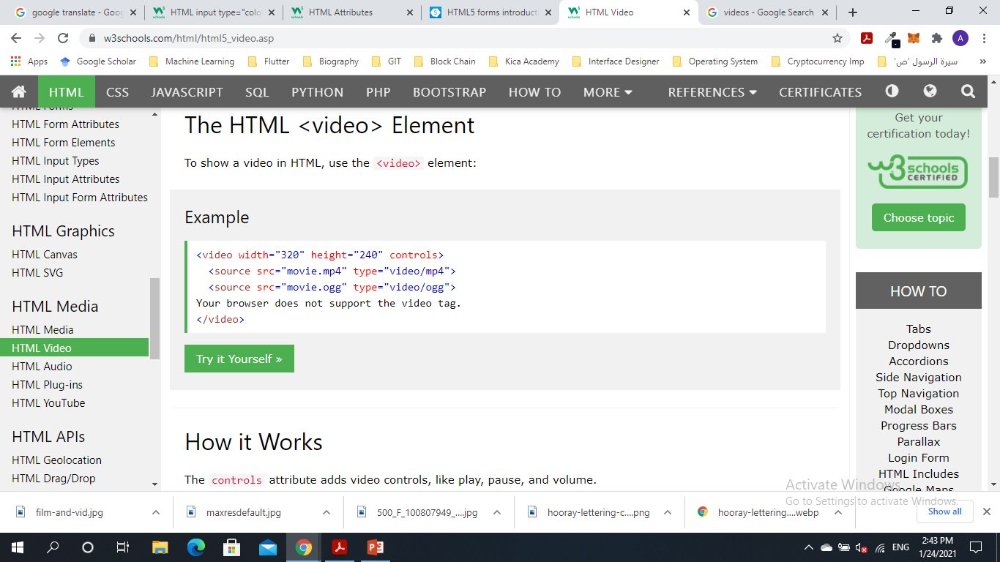 google translate - Goog
HTML input type="colo
HTML Attributes
HTML5 forms introducti
HTML Video
videos - Google Search
w3schools.com/html/html5_video.asp
A
Apps
Google Scholar
Machine Learning
Flutter
Biography
GIT
Block Chain
Kica Academy
Interface Designer
Operating System
Cryptocurrency Imp
سيرة الرسول ’ص‘
»
HTML
CSS
JAVASCRIPT
SQL
PYTHON
PHP
BOOTSTRAP
HOW TO
MORE
REFERENCES
CERTIFICATES
HTML Forms
HTML Form Attributes
HTML Form Elements
HTML Input Types
HTML Input Attributes
HTML Input Form Attributes
HTML Graphics
HTML Canvas
HTML SVG
HTML Media
HTML Media
HTML Video
HTML Audio
HTML Plug-ins
HTML YouTube
HTML APIs
HTML Geolocation
HTML Drag/Drop
The HTML <video> Element
To show a video in HTML, use the <video> element:
Example
<video width="320" height="240" controls>
<source src="movie.mp4" type="video/mp4">
<source src="movie.ogg" type="video/ogg">
Your browser does not support the video tag.
</video>
Try it Yourself »
How it Works
The controls attribute adds video controls, like play, pause, and volume.
Get your
certification today!
w3schools
CERTIFIED
Choose topic
HOW TO
Tabs
Dropdowns
Accordions
Side Navigation
Top Navigation
Modal Boxes
Progress Bars
Parallax
Login Form
HTML Includes
Google Maps
Activate Windows
Go to Settings to activate Windows.
film-and-vid.jpg
maxresdefault.jpg
500_F_100807949_....jpg
hooray-lettering-c....png
hooray-lettering....webp
Show all
ENG
2:43 PM
1/24/2021